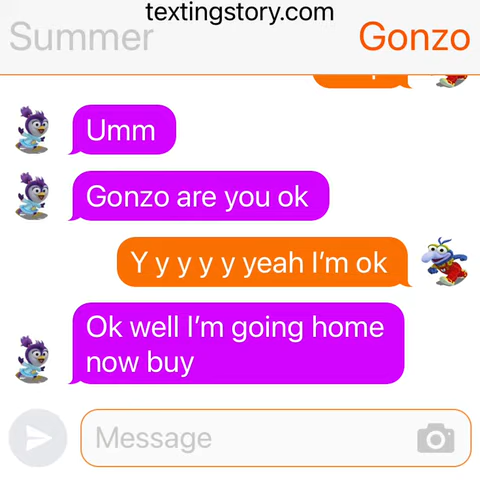 textingstory.com
Summer
Gonzo
Umm
Gonzo are you ok
Y y y y y yeah I'm ok
Ok well I'm going home
now buy
Message